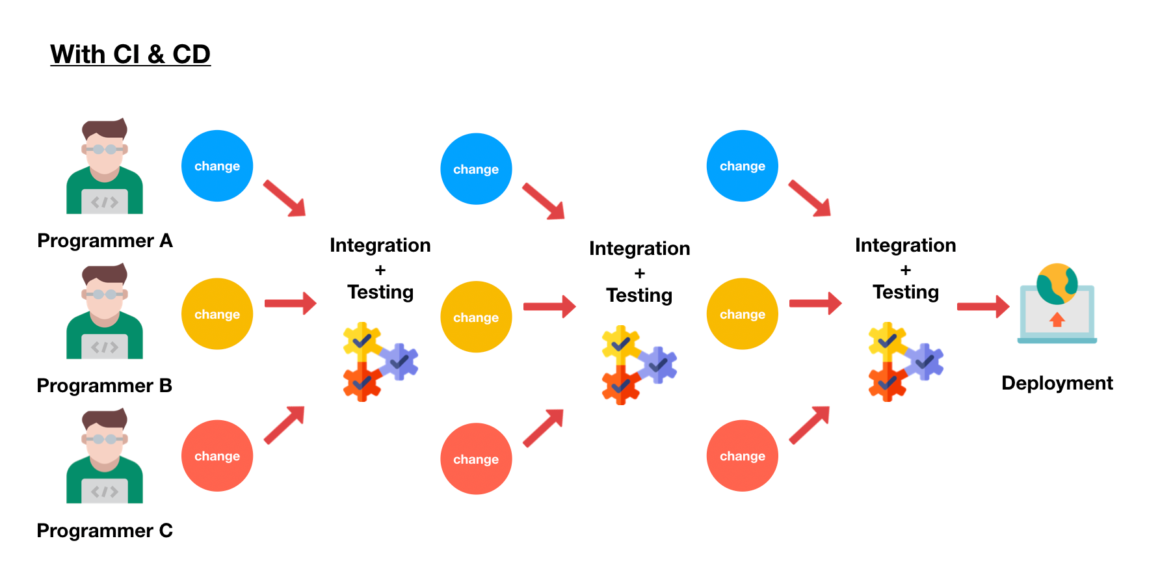 With CI & CD
change
change
change
</>
Programmer A
Integration
+
Testing
Integration
+
Testing
Integration
+
Testing
change
change
change
</>
Programmer B
Deployment
change
change
change
</>
Programmer C